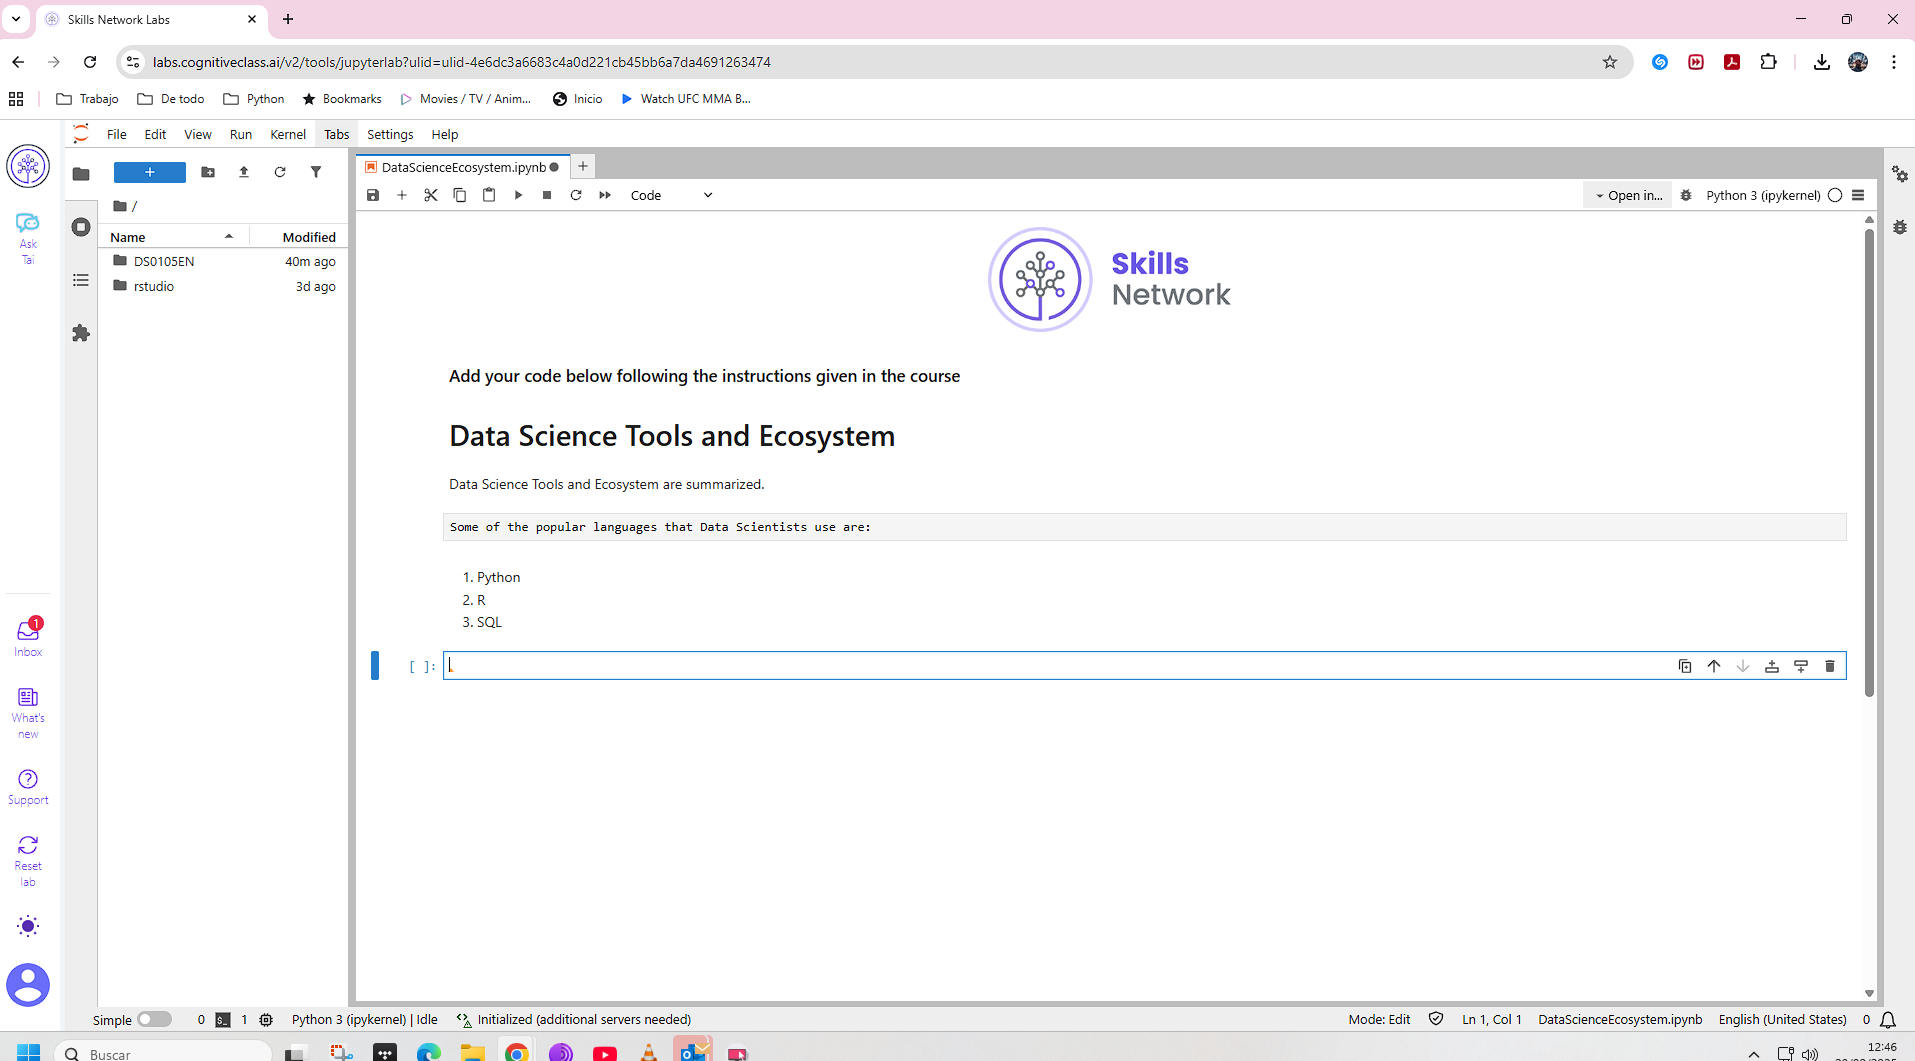 Skills Network Labs
labs.cognitiveclass.ai/v2/tools/jupyterlab?ulid=ulid-4e6dc3a6683c4a0d221cb45bb6a7da4691263474
Trabajo De todo Python Bookmarks Movies / TV / Anim... Inicio Watch UFC MMA B...
File Edit View Run Kernel Tabs Settings Help
DataScienceEcosystem.ipynb
Code Open in... Python 3 (ipykernel)
/
Name Modified
DS0105EN 40m ago
rstudio 3d ago
Ask
Tai
1
Inbox
What's
new
Support
Reset
lab
Skills
Network
Add your code below following the instructions given in the course
Data Science Tools and Ecosystem
Data Science Tools and Ecosystem are summarized.
Some of the popular languages that Data Scientists use are:
1. Python
2. R
3. SQL
[ ]:
Simple 0 1 Python 3 (ipykernel) | Idle Initialized (additional servers needed) Mode: Edit Ln 1, Col 1 DataScienceEcosystem.ipynb English (United States) 0
Buscar 12:46